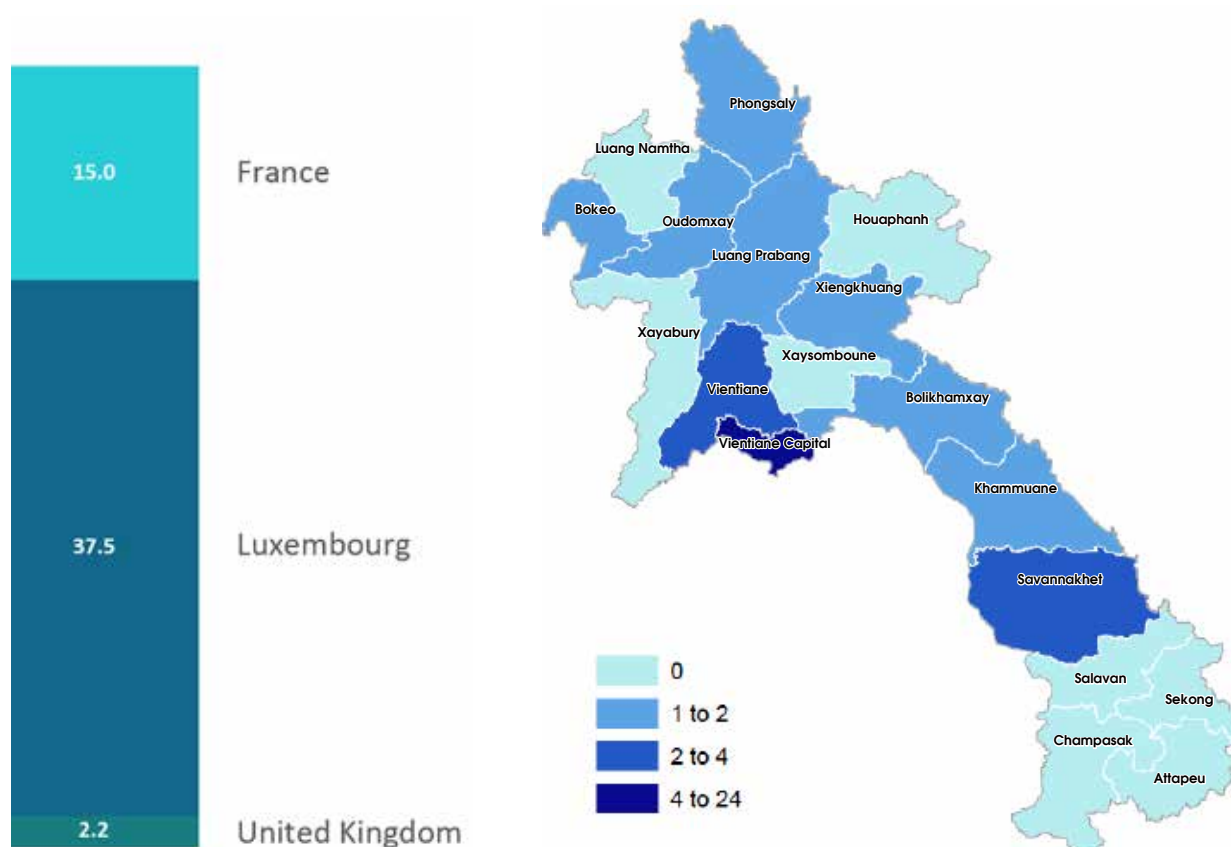 15.0 France
37.5 Luxembourg
2.2 United Kingdom
Phongsaly
Luang Namtha
Bokeo
Oudomxay
Houaphanh
Luang Prabang
Xiengkhuang
Xayabury
Xaysomboune
Vientiane
Bolikhamxay
Vientiane Capital
Khammuane
Savannakhet
Salavan
Sekong
Champasak
Attapeu
0
1 to 2
2 to 4
4 to 24